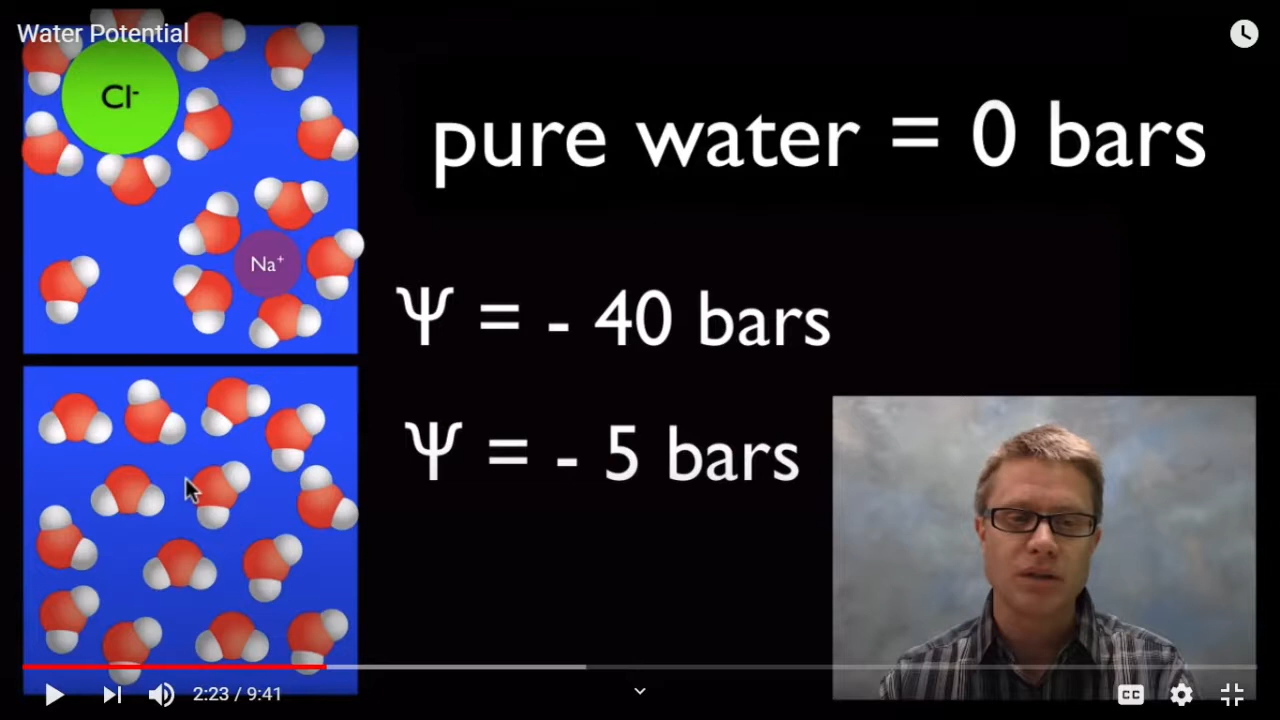 Water Potential
Cl⁻
pure water = 0 bars
Na⁺
Ψ = - 40 bars
Ψ = - 5 bars
2:23 / 9:41
CC